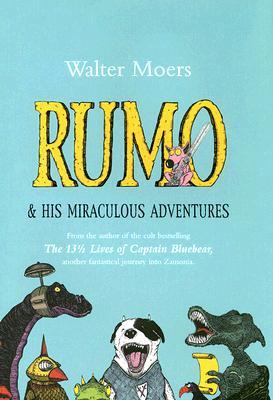 Walter Moers
RUMO
& HIS MIRACULOUS ADVENTURES
From the author of the cult bestselling
The 13½ Lives of Captain Bluebear,
another fantastical journey into Zamonia.